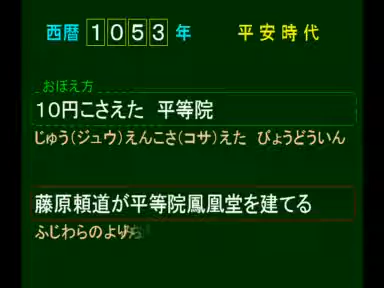 西暦 1053 年 平安時代
おぼえ方
10円こさえた 平等院
じゅう(ジュウ)えんこさ(コサ)えた びょうどういん
藤原頼道が平等院鳳凰堂を建てる
ふじわらのよりち